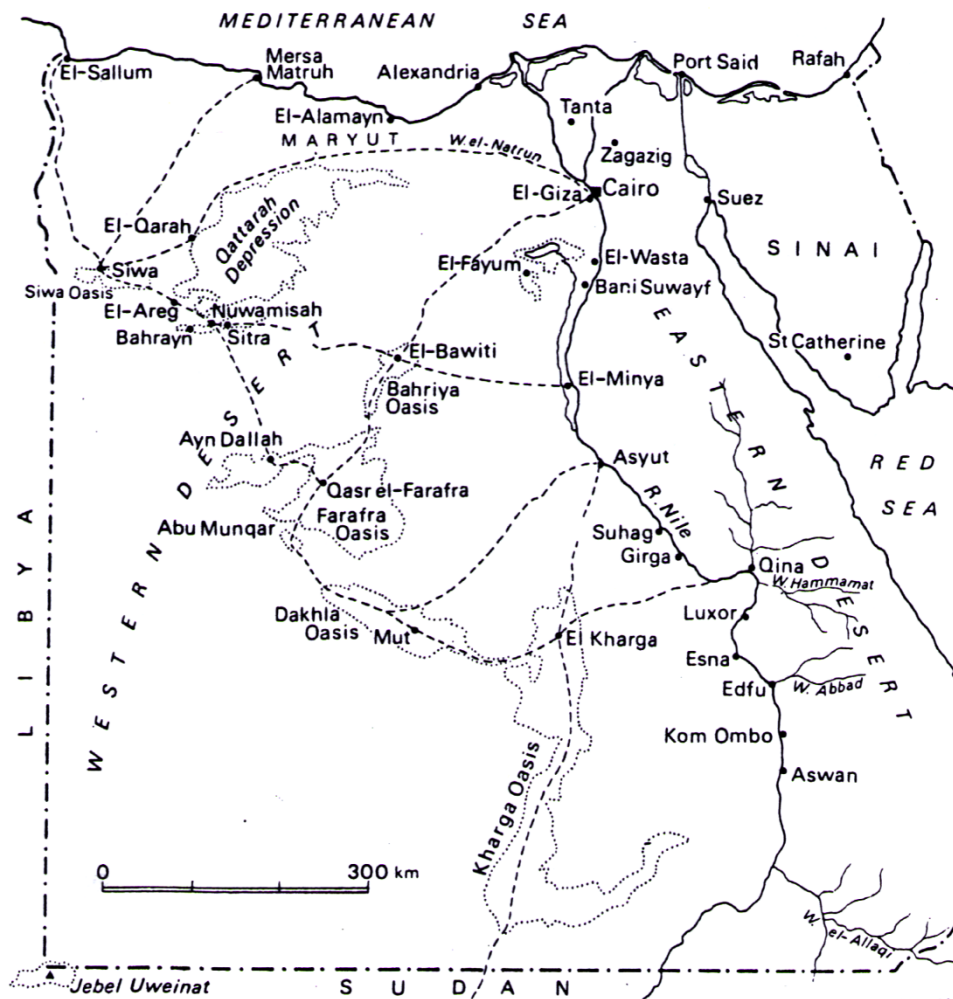 MEDITERRANEAN SEA
El-Sallum
Mersa
Matruh
Alexandria
Port Said
Rafah
El-Alamayn
MARYUT
Tanta
W. el-Natrun
Zagazig
El-Giza
Cairo
Suez
El-Qarah
Qattarah
Depression
SINAI
Siwa
Siwa Oasis
El-Fayum
El-Wasta
Bani Suwayf
El-Areg
Nuwamisah
Bahrayn
Sitra
St Catherine
El-Bawiti
Bahriya
Oasis
El-Minya
EASTERN DESERT
WESTERN DESERT
Ayn Dallah
Asyut
RED
SEA
Qasr el-Farafra
Farafra
Oasis
Abu Munqar
R. Nile
Suhag
Girga
Qina
W. Hammamat
LIBYA
Dakhla
Oasis
Mut
El Kharga
Luxor
Esna
Edfu
W. Abbad
Kom Ombo
Aswan
Kharga Oasis
0 300 km
W. el-Allaqi
Jebel Uweinat
SUDAN